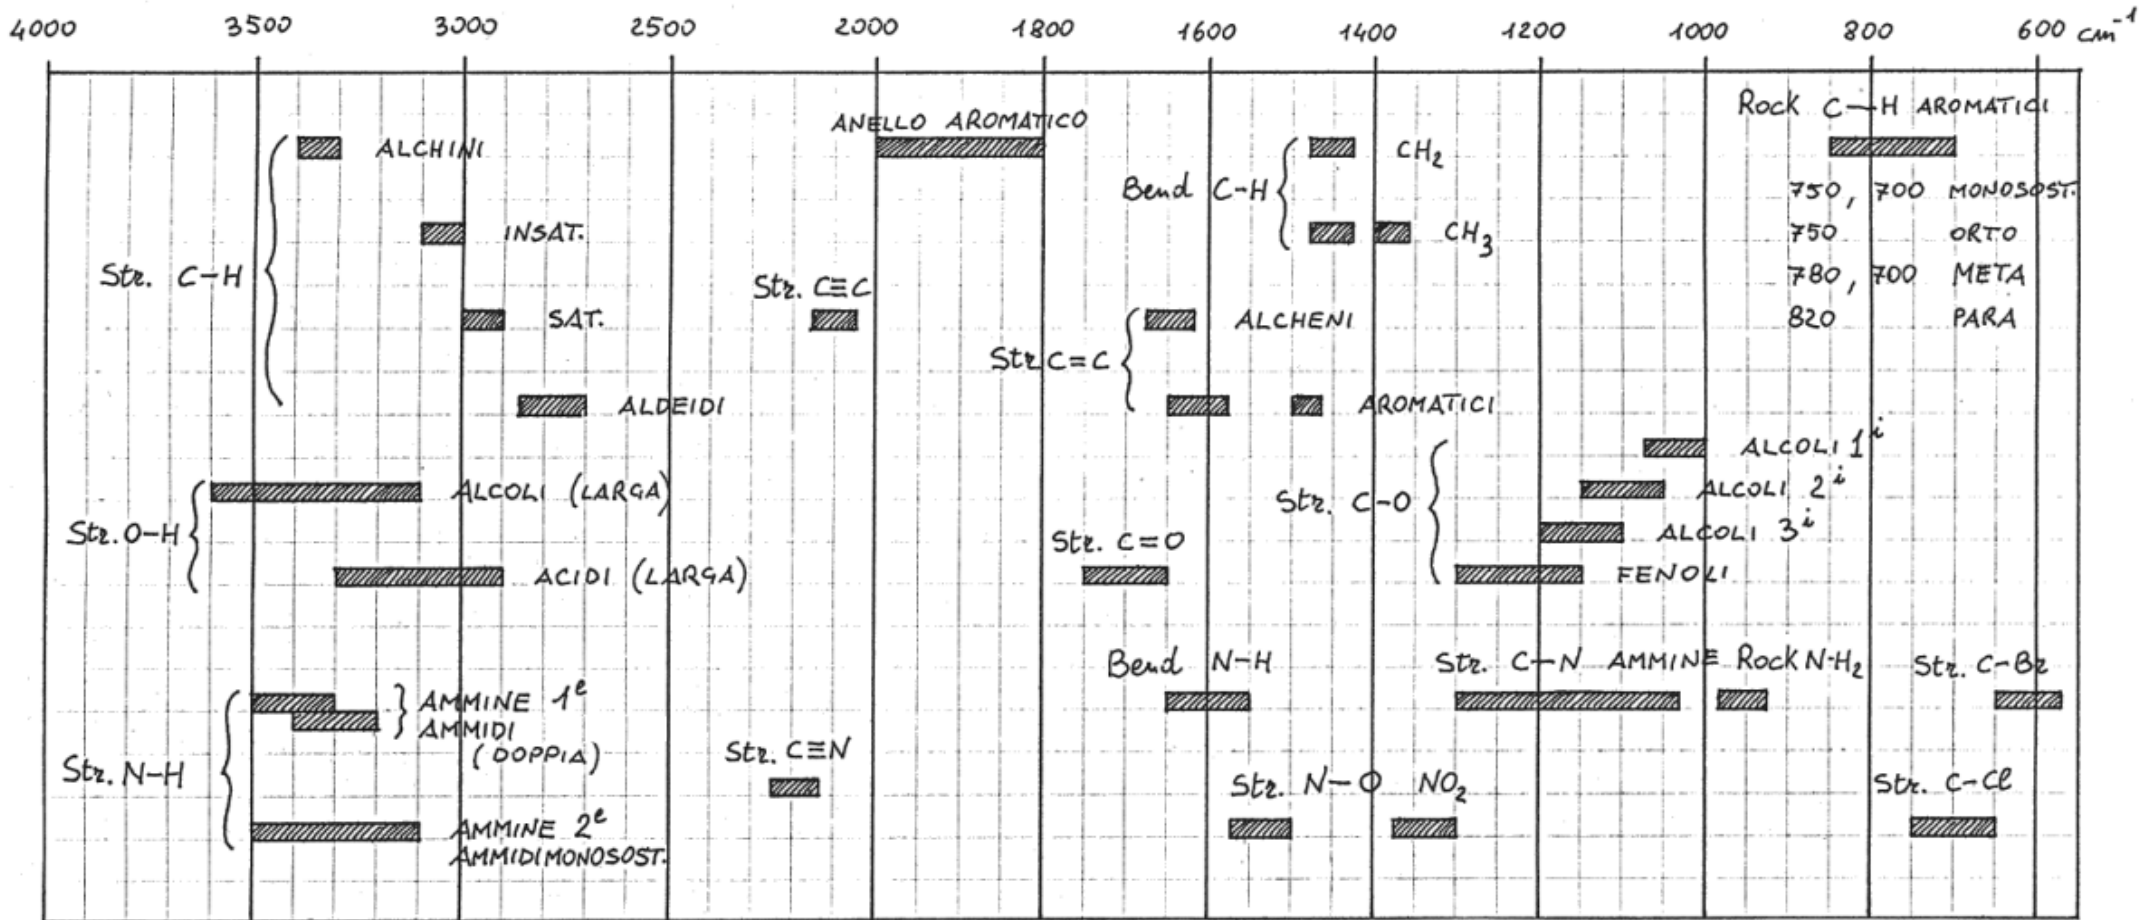 4000 3500 3000 2500 2000 1800 1600 1400 1200 1000 800 600 cm⁻¹
Rock C-H AROMATICI
ANELLO AROMATICO
ALCHINI
CH₂
Bend C-H
750, 700 MONOSOST.
INSAT.
CH₃
750 ORTO
Str. C-H
780, 700 META
Str. C≡C
SAT.
ALCHENI
820 PARA
Str C=C
ALDEIDI
AROMATICI
ALCOLI 1ⁱ
ALCOLI (LARGA)
Str. C-O
ALCOLI 2ⁱ
Str. O-H
Str. C=O
ALCOLI 3ⁱ
ACIDI (LARGA)
FENOLI
Bend N-H
Str. C-N AMMINE
Rock N-H₂
Str. C-Br
AMMINE 1ᵉ
AMMIDI
(DOPPIA)
Str. C≡N
Str. N-H
Str. N-O NO₂
Str. C-Cl
AMMINE 2ᵉ
AMMIDI MONOSOST.